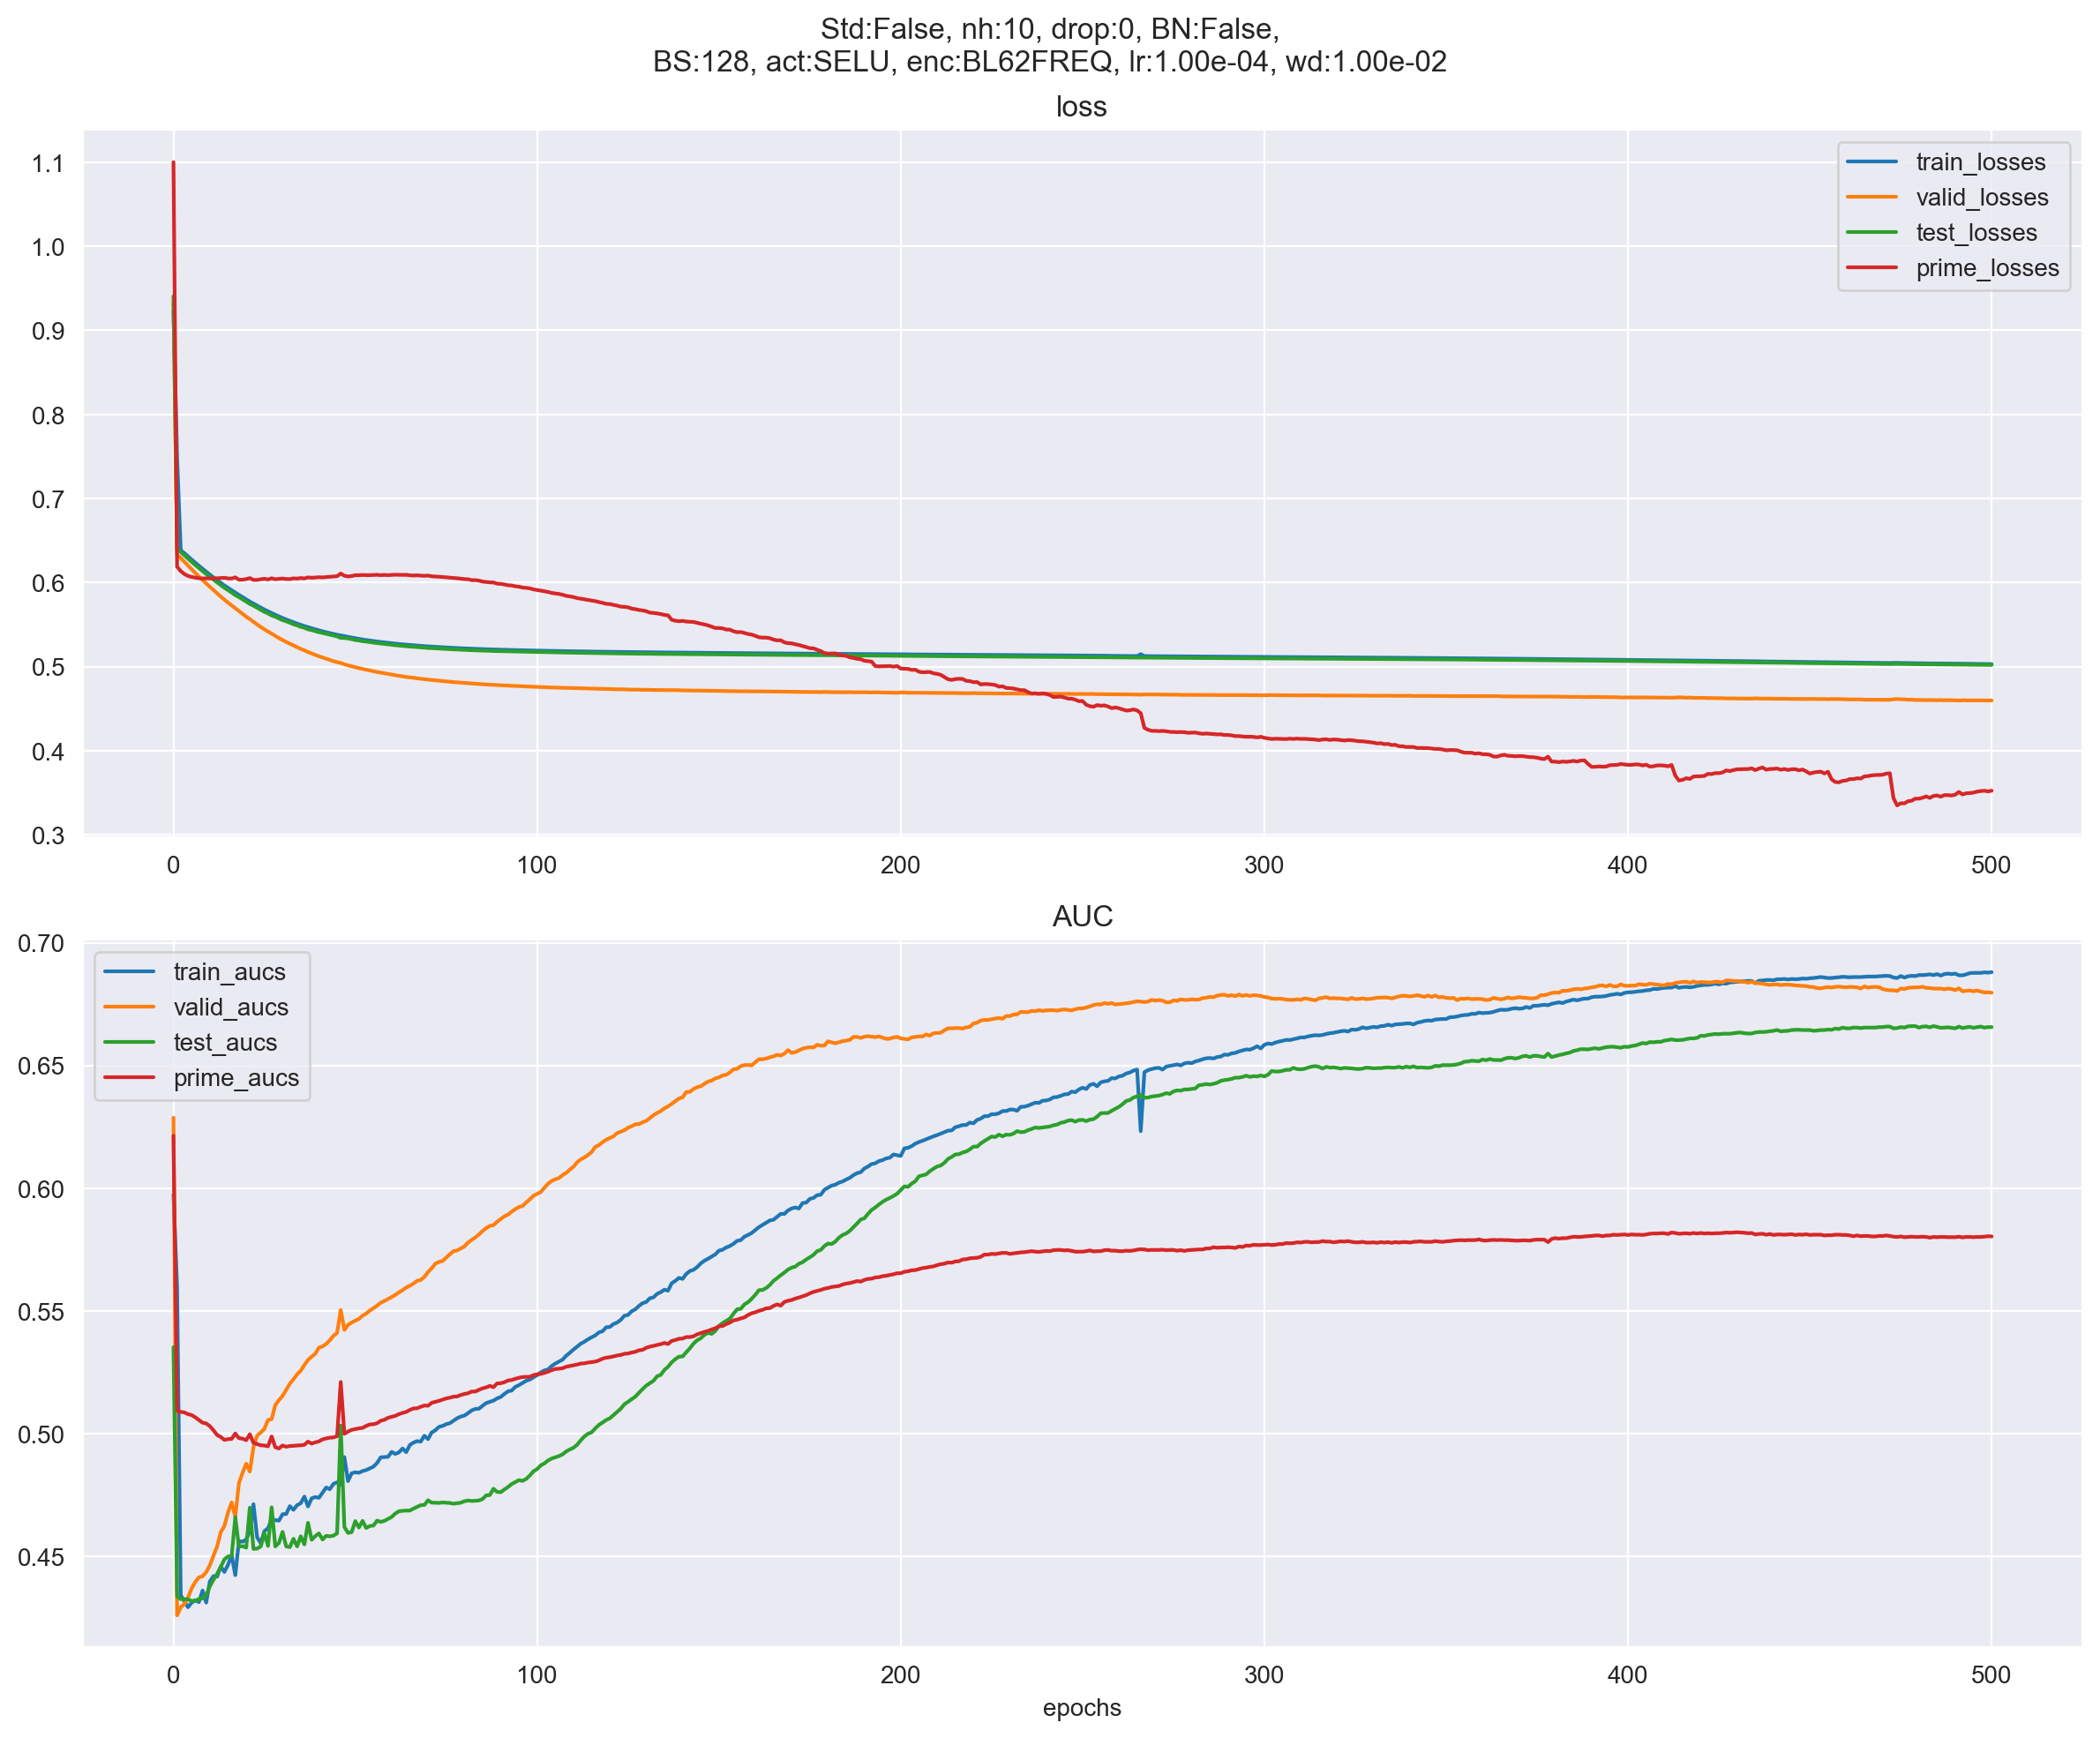 Std:False, nh:10, drop:0, BN:False,
BS:128, act:SELU, enc:BL62FREQ, lr:1.00e-04, wd:1.00e-02
loss
1.1
1.0
0.9
0.8
0.7
0.6
0.5
0.4
0.3
train_losses
valid_losses
test_losses
prime_losses
0 100 200 300 400 500
AUC
0.70
0.65
0.60
0.55
0.50
0.45
train_aucs
valid_aucs
test_aucs
prime_aucs
0 100 200 300 400 500
epochs